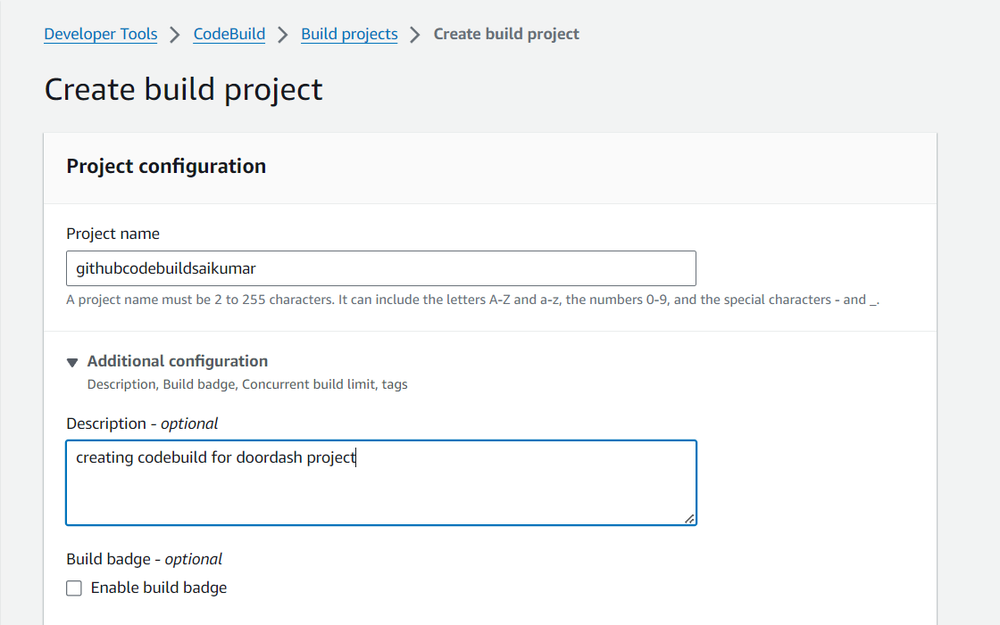 Developer Tools > CodeBuild > Build projects > Create build project
Create build project
Project configuration
Project name
githubcodebuildsaikumar
A project name must be 2 to 255 characters. It can include the letters A-Z and a-z, the numbers 0-9, and the special characters - and _.
Additional configuration
Description, Build badge, Concurrent build limit, tags
Description - optional
creating codebuild for doordash project
Build badge - optional
Enable build badge